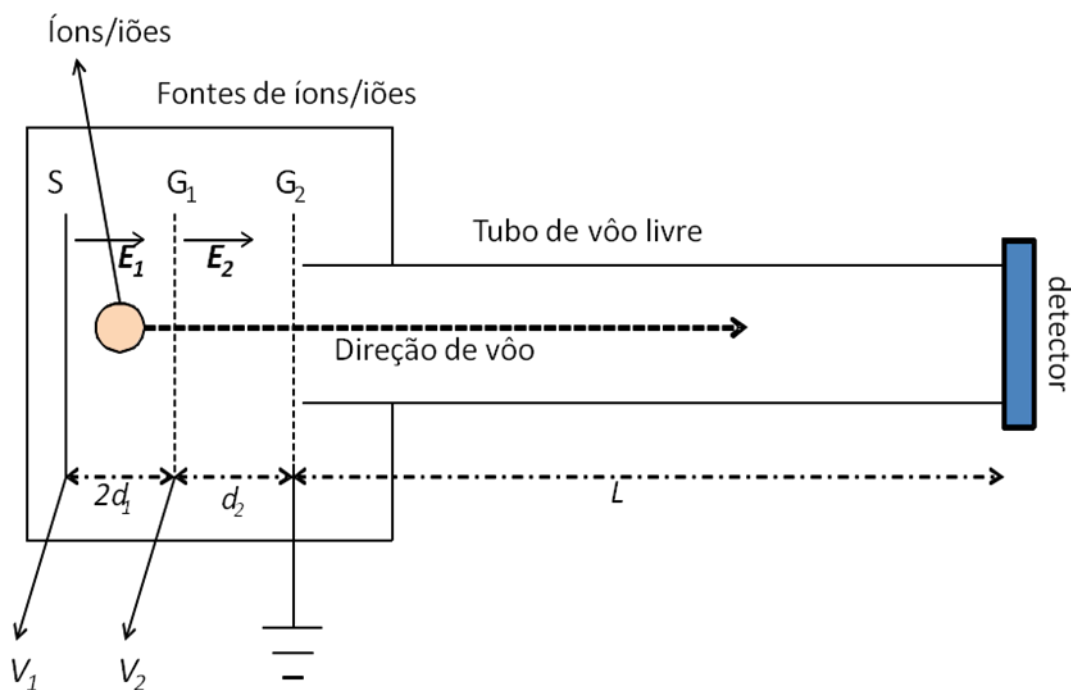 Íons/iões
Fontes de íons/iões
S
G₁
G₂
E₁
E₂
Tubo de vôo livre
Direção de vôo
detector
2d₁
d₂
L
V₁
V₂